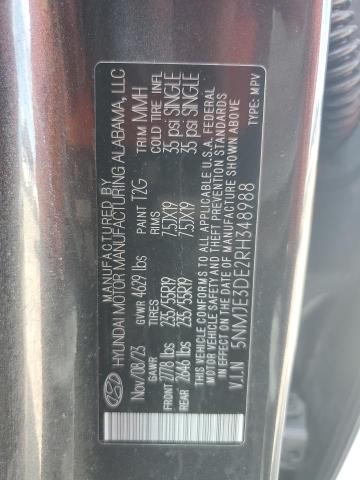 MANUFACTURED BY
HYUNDAI MOTOR MANUFACTURING ALABAMA, LLC
Nov/08/23 GVWR 4629 lbs PAINT T2G TRIM MMH
GAWR COLD TIRE INFL
FRONT 2778 lbs 235/55R19 7.5JX19 35 psi SINGLE
REAR 2646 lbs 235/55R19 7.5JX19 35 psi SINGLE
THIS VEHICLE CONFORMS TO ALL APPLICABLE U.S.A. FEDERAL
MOTOR VEHICLE SAFETY AND THEFT PREVENTION STANDARDS
IN EFFECT ON THE DATE OF MANUFACTURE SHOWN ABOVE.
V.I.N 5NMJE3DE2RH348988 TYPE: MPV